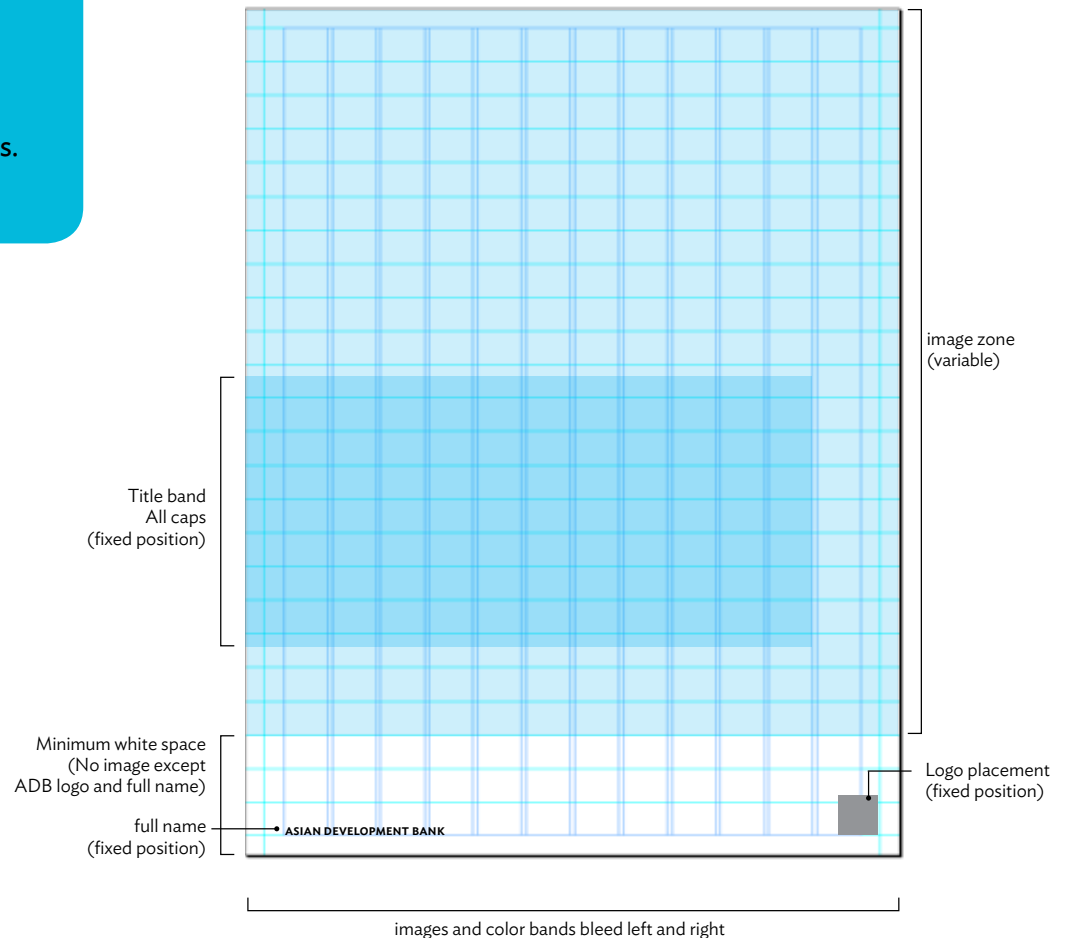 s.
image zone
(variable)
Title band
All caps
(fixed position)
Minimum white space
(No image except
ADB logo and full name)
Logo placement
(fixed position)
full name
(fixed position)
ASIAN DEVELOPMENT BANK
images and color bands bleed left and right